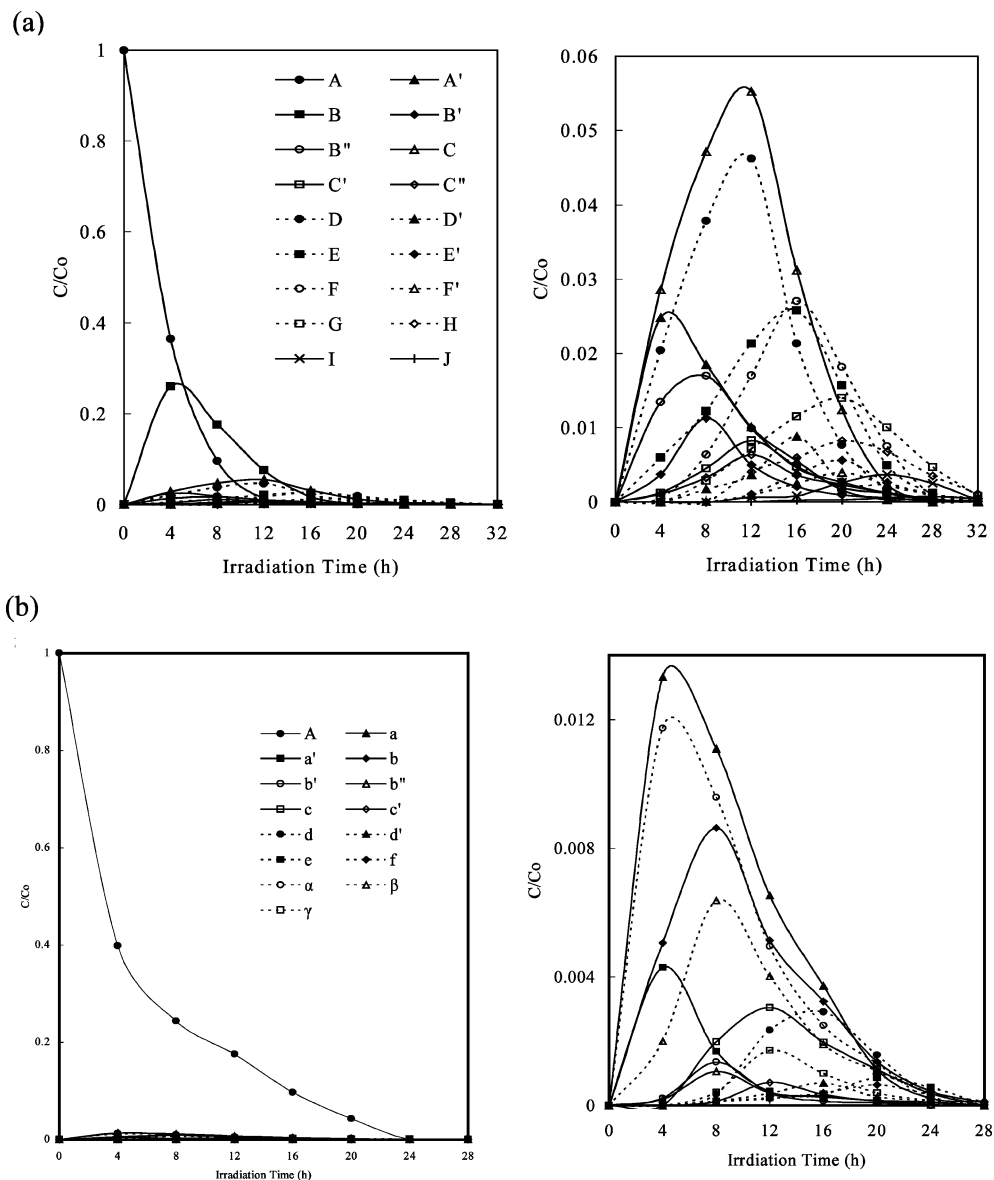 (a)
C/Co
1
0.8
0.6
0.4
0.2
0
0 4 8 12 16 20 24 28 32
Irradiation Time (h)
A A'
B B'
B" C
C' C"
D D'
E E'
F F'
G H
I J
C/Co
0.06
0.05
0.04
0.03
0.02
0.01
0
0 4 8 12 16 20 24 28 32
Irradiation Time (h)
(b)
C/Co
1
0.8
0.6
0.4
0.2
0
0 4 8 12 16 20 24 28
Irradiation Time (h)
A a
a' b
b' b"
c c'
d d'
e f
α β
γ
C/Co
0.012
0.008
0.004
0
0 4 8 12 16 20 24 28
Irrdiation Time (h)